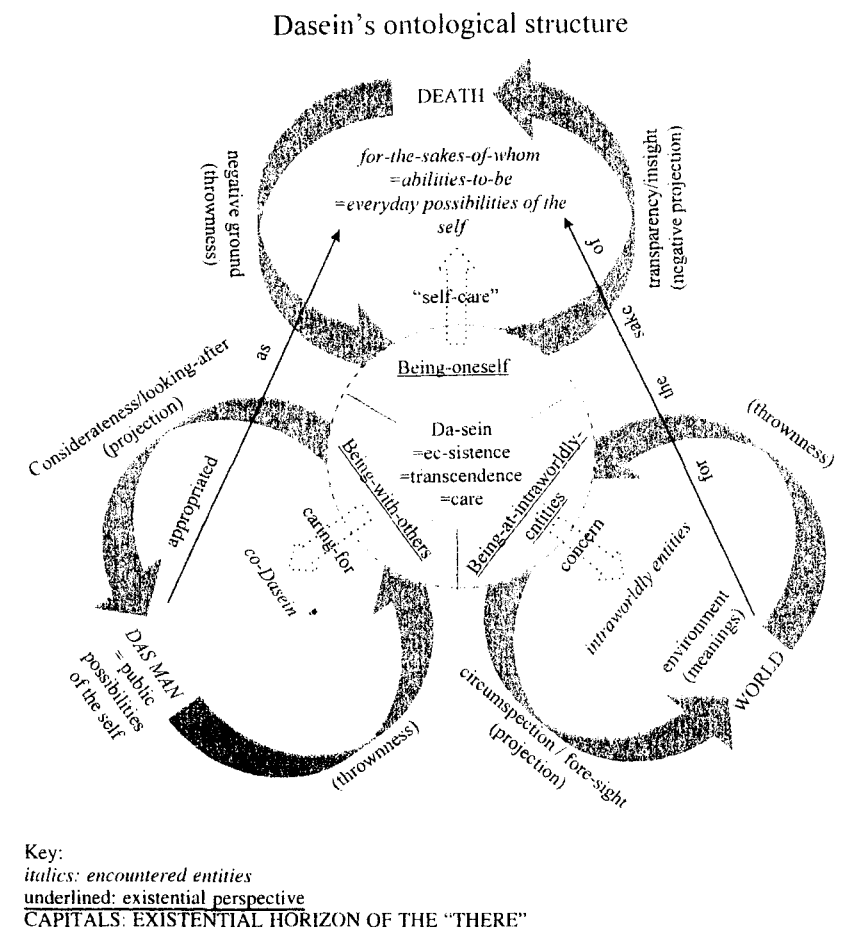 Dasein's ontological structure
DEATH
negative ground
(thrownness)
for-the-sakes-of-whom
=abilities-to-be
=everyday possibilities of the
self
transparency/insight
(negative projection)
"self-care"
Being-oneself
Da-sein
=ec-sistence
=transcendence
=care
Being-with-others
Being-at-intraworldly-
entities
Considerateness/looking-after
(projection)
appropriated as
caring-for
co-Dasein
DAS MAN
= public
possibilities
of the self
(thrownness)
for the sake of
(thrownness)
concern
intraworldly entities
environment
(meanings)
WORLD
circumspection / fore-sight
(projection)
Key:
italics: encountered entities
underlined: existential perspective
CAPITALS: EXISTENTIAL HORIZON OF THE "THERE"